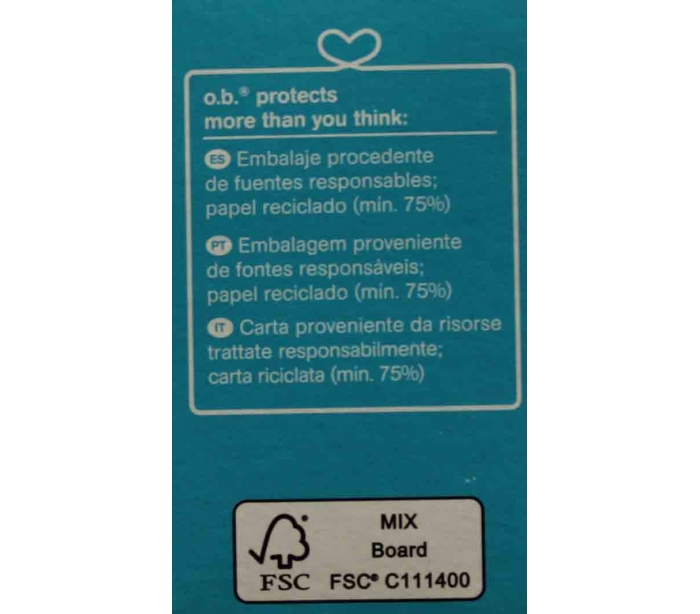 o.b.® protects
more than you think:
ES Embalaje procedente
de fuentes responsables;
papel reciclado (min. 75%)
PT Embalagem proveniente
de fontes responsáveis;
papel reciclado (mín. 75%)
IT Carta proveniente da risorse
trattate responsabilmente;
carta riciclata (min. 75%)
MIX
Board
FSC FSC® C111400